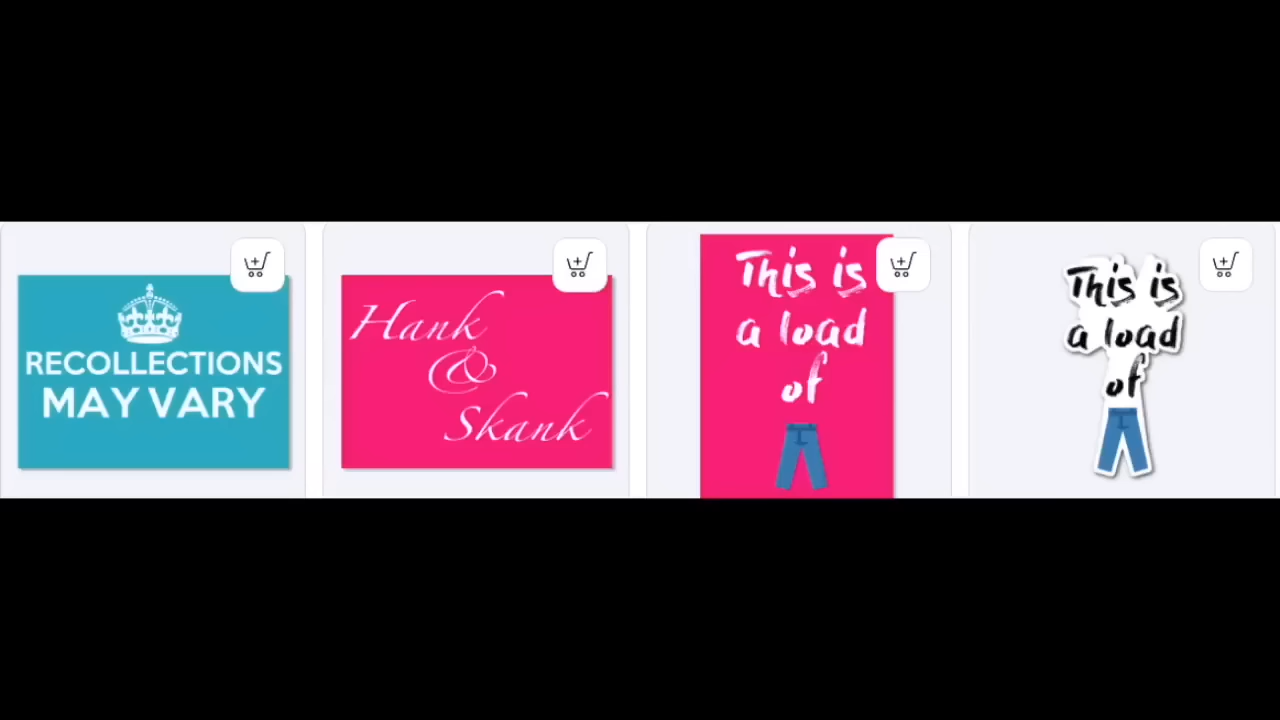 RECOLLECTIONS
MAY VARY
Hank
&
Skank
This is
a load
of
This is
a load
of